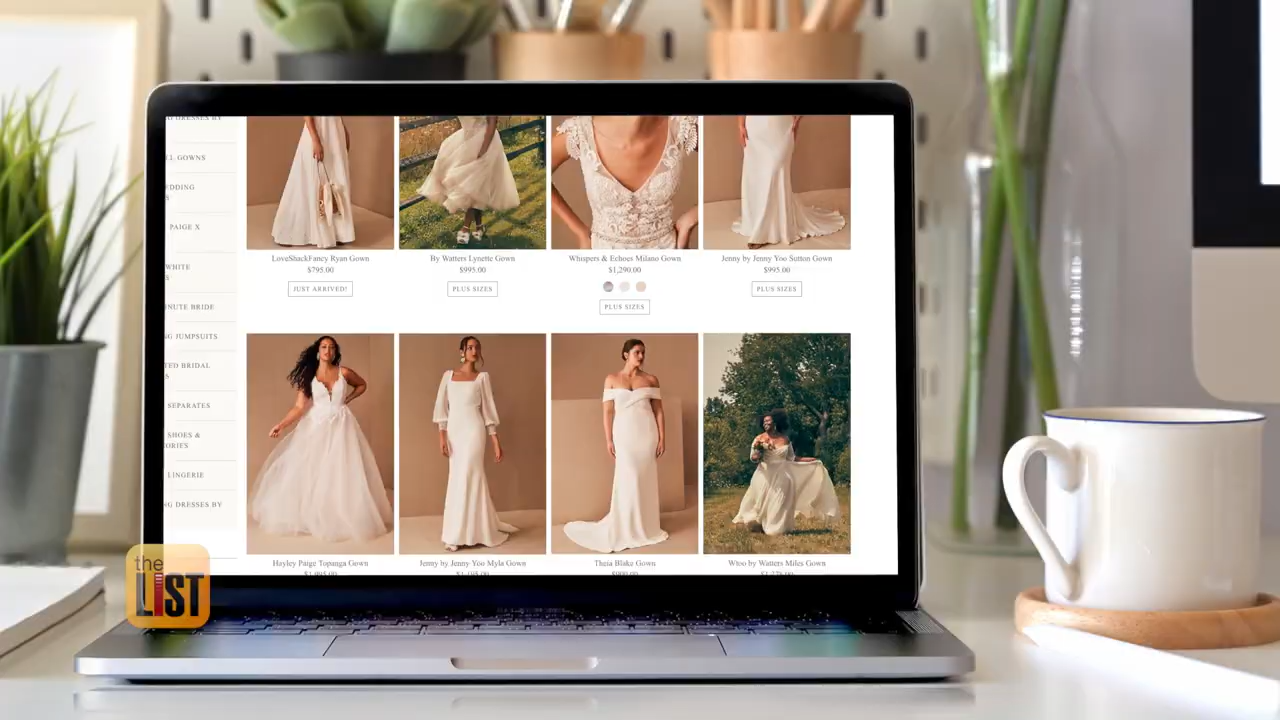 D DRESSES BY
LL GOWNS
EDDING
S
PAIGE X
WHITE
S
NUTE BRIDE
G JUMPSUITS
TED BRIDAL
S
SEPARATES
SHOES &
ORIES
LINGERIE
G DRESSES BY
LoveShackFancy Ryan Gown
$795.00
JUST ARRIVED!
By Watters Lynette Gown
$995.00
PLUS SIZES
Whispers & Echoes Milano Gown
$1,290.00
PLUS SIZES
Jenny by Jenny Yoo Sutton Gown
$995.00
PLUS SIZES
Hayley Paige Topanga Gown
Jenny by Jenny Yoo Myla Gown
Theia Blake Gown
Wtoo by Watters Miles Gown
the
LIST